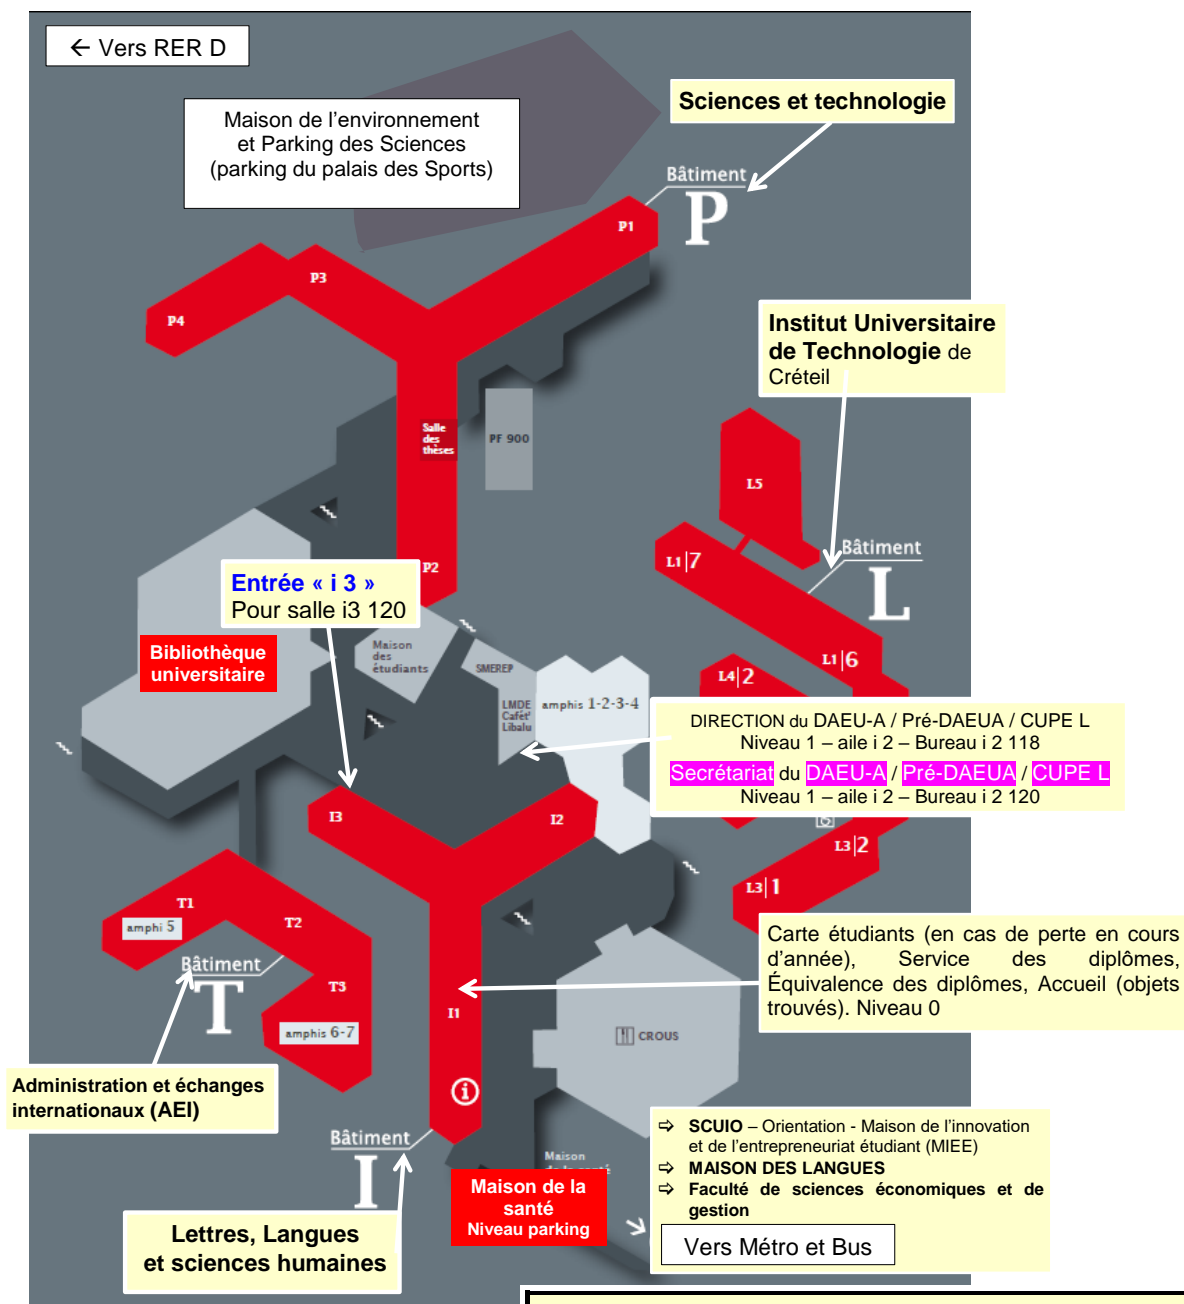 ← Vers RER D
Maison de l'environnement
et Parking des Sciences
(parking du palais des Sports)
Sciences et technologie
Bâtiment
P
P1
P3
P4
Institut Universitaire
de Technologie de
Créteil
Salle
des
thèses
PF 900
L5
Bâtiment
L
L1|7
P2
Entrée « i 3 »
Pour salle i3 120
Bibliothèque
universitaire
Maison
des
étudiants
SMEREP
L1|6
L4|2
LMDE
Cafét'
Libalu
amphis 1-2-3-4
DIRECTION du DAEU-A / Pré-DAEUA / CUPE L
Niveau 1 – aile i 2 – Bureau i 2 118
Secrétariat du DAEU-A / Pré-DAEUA / CUPE L
Niveau 1 – aile i 2 – Bureau i 2 120
I3
I2
L3|2
L3|1
T1
amphi 5
T2
Bâtiment
T
T3
amphis 6-7
I1
Carte étudiants (en cas de perte en cours
d'année), Service des diplômes,
Équivalence des diplômes, Accueil (objets
trouvés). Niveau 0
CROUS
Administration et échanges
internationaux (AEI)
i
Bâtiment
I
Lettres, Langues
et sciences humaines
Maison
de la santé
Maison de la
santé
Niveau parking
⇨ SCUIO – Orientation - Maison de l'innovation
et de l'entrepreneuriat étudiant (MIEE)
⇨ MAISON DES LANGUES
⇨ Faculté de sciences économiques et de
gestion
Vers Métro et Bus